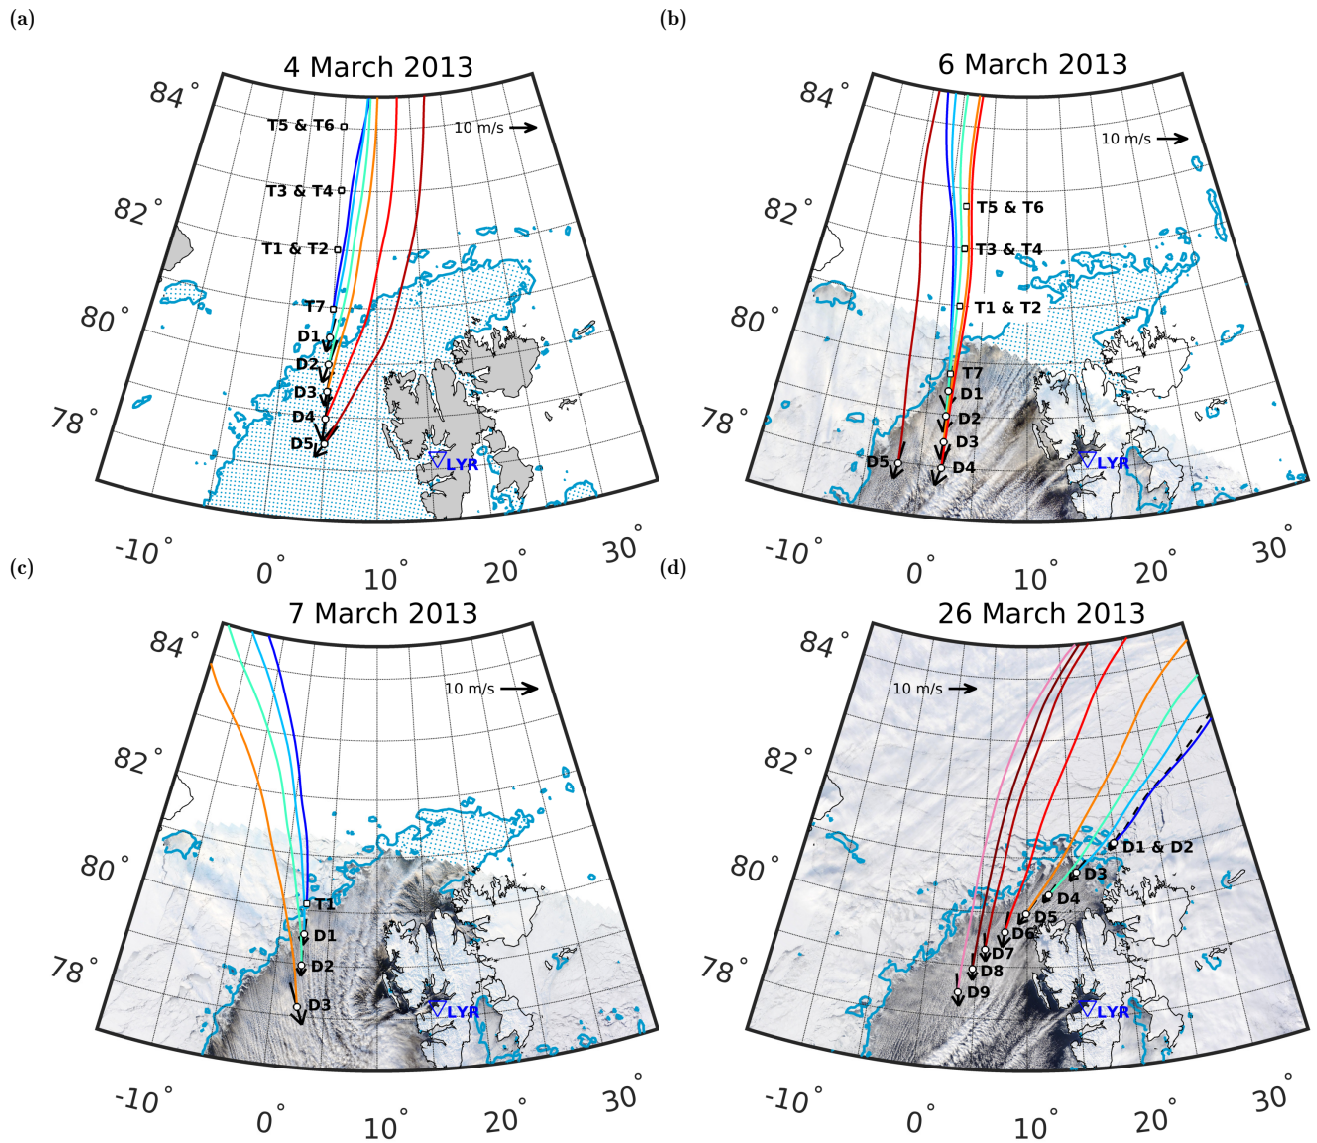 (a)
4 March 2013
84°
82°
80°
78°
-10°
0°
10°
20°
30°
10 m/s
T5 & T6
T3 & T4
T1 & T2
T7
D1
D2
D3
D4
D5
LYR
(b)
6 March 2013
84°
82°
80°
78°
-10°
0°
10°
20°
30°
10 m/s
T5 & T6
T3 & T4
T1 & T2
T7
D1
D2
D3
D4
D5
LYR
(c)
7 March 2013
84°
82°
80°
78°
-10°
0°
10°
20°
30°
10 m/s
T1
D1
D2
D3
LYR
(d)
26 March 2013
84°
82°
80°
78°
-10°
0°
10°
20°
30°
10 m/s
D1 & D2
D3
D4
D5
D6
D7
D8
D9
LYR